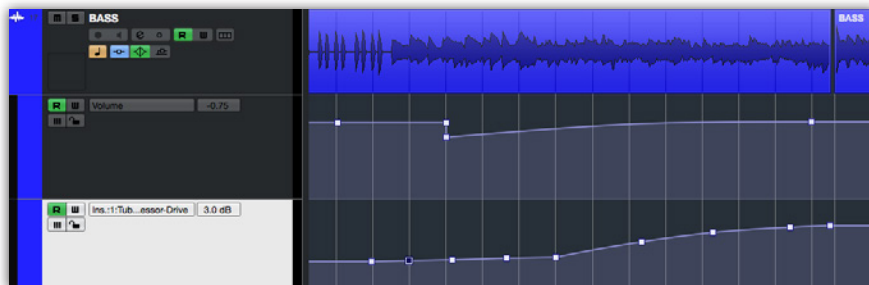 m S BASS
e R W
BASS
R W Volume -0.75
R W Ins.:1:Tub...essor-Drive 3.0 dB